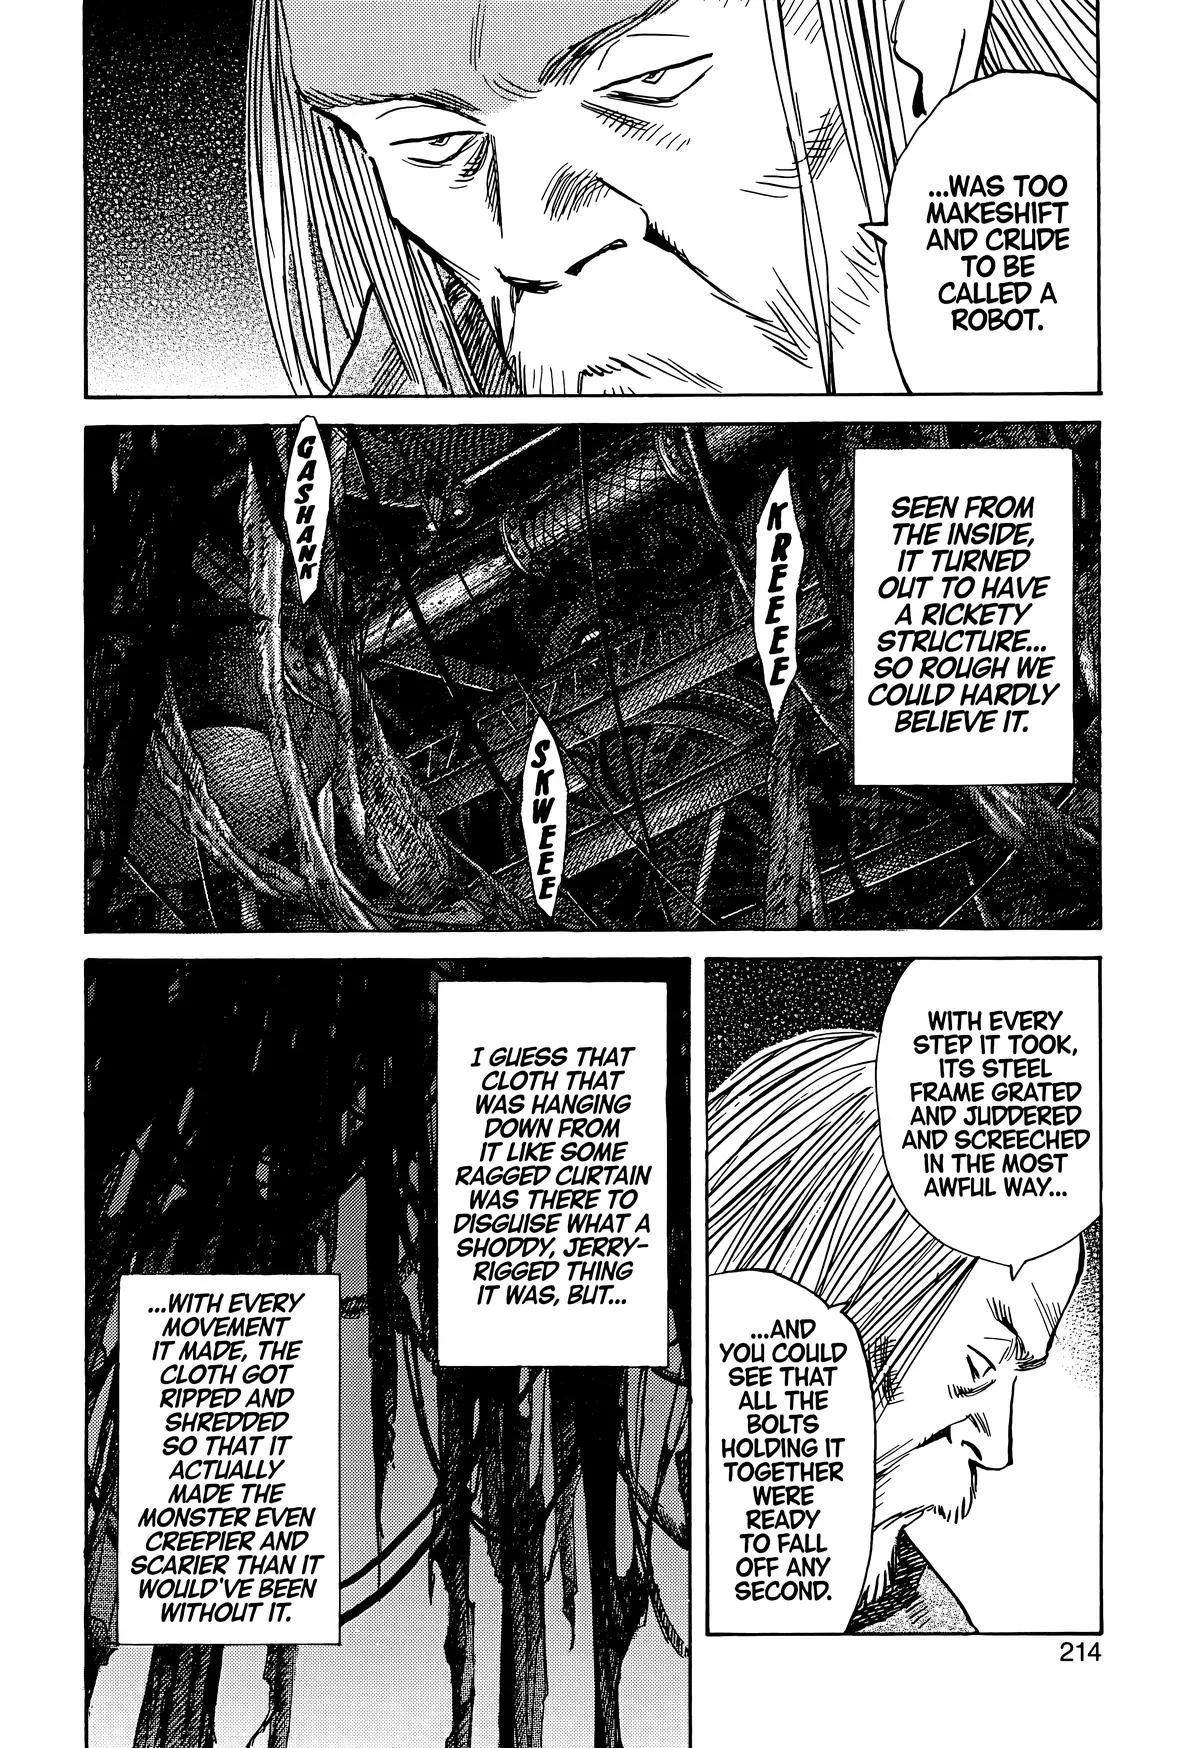 ...WAS TOO
MAKESHIFT
AND CRUDE
TO BE
CALLED A
ROBOT.
SEEN FROM
THE INSIDE,
IT TURNED
OUT TO HAVE
A RICKETY
STRUCTURE...
SO ROUGH WE
COULD HARDLY
BELIEVE IT.
KREEEE
GASHANK
SKWEEE
WITH EVERY
STEP IT TOOK,
ITS STEEL
FRAME GRATED
AND JUDDERED
AND SCREECHED
IN THE MOST
AWFUL WAY...
...AND
YOU COULD
SEE THAT
ALL THE
BOLTS
HOLDING IT
TOGETHER
WERE
READY
TO FALL
OFF ANY
SECOND.
I GUESS THAT
CLOTH THAT
WAS HANGING
DOWN FROM
IT LIKE SOME
RAGGED CURTAIN
WAS THERE TO
DISGUISE WHAT A
SHODDY, JERRY-
RIGGED THING
IT WAS, BUT...
...WITH EVERY
MOVEMENT
IT MADE, THE
CLOTH GOT
RIPPED AND
SHREDDED
SO THAT IT
ACTUALLY
MADE THE
MONSTER EVEN
CREEPIER AND
SCARIER THAN IT
WOULD'VE BEEN
WITHOUT IT.
214